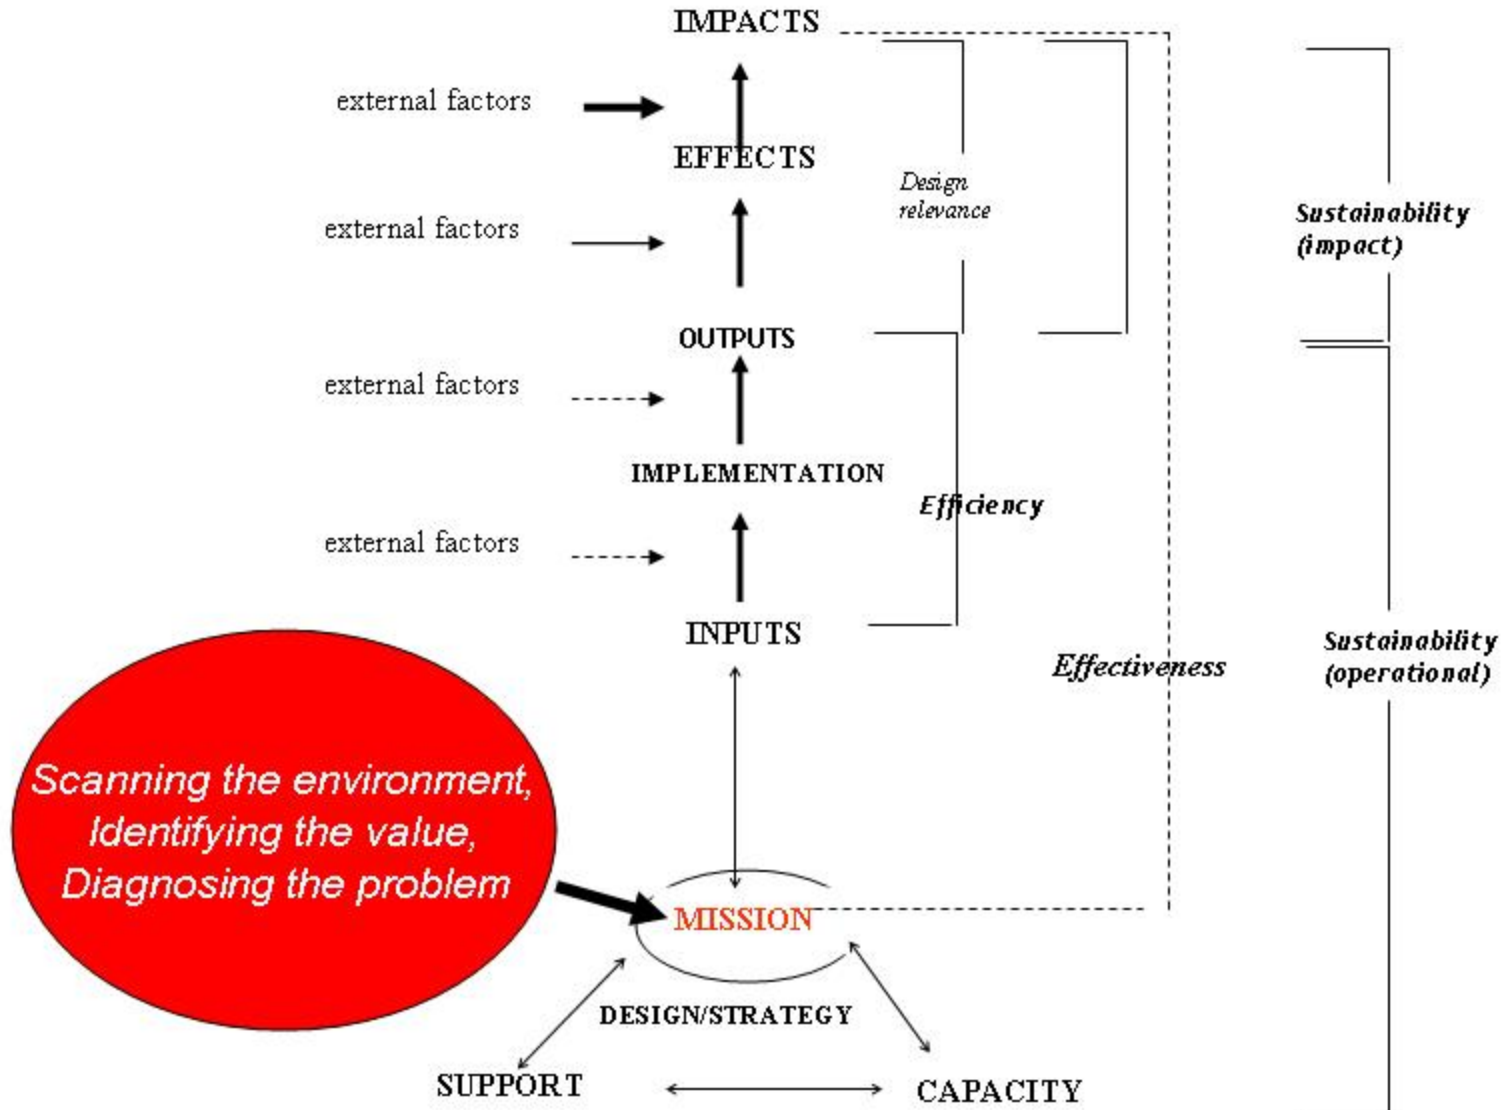 IMPACTS
external factors
EFFECTS
Design
relevance
external factors
Sustainability
(impact)
OUTPUTS
external factors
IMPLEMENTATION
Efficiency
external factors
INPUTS
Effectiveness
Sustainability
(operational)
Scanning the environment,
Identifying the value,
Diagnosing the problem
MISSION
DESIGN/STRATEGY
SUPPORT
CAPACITY